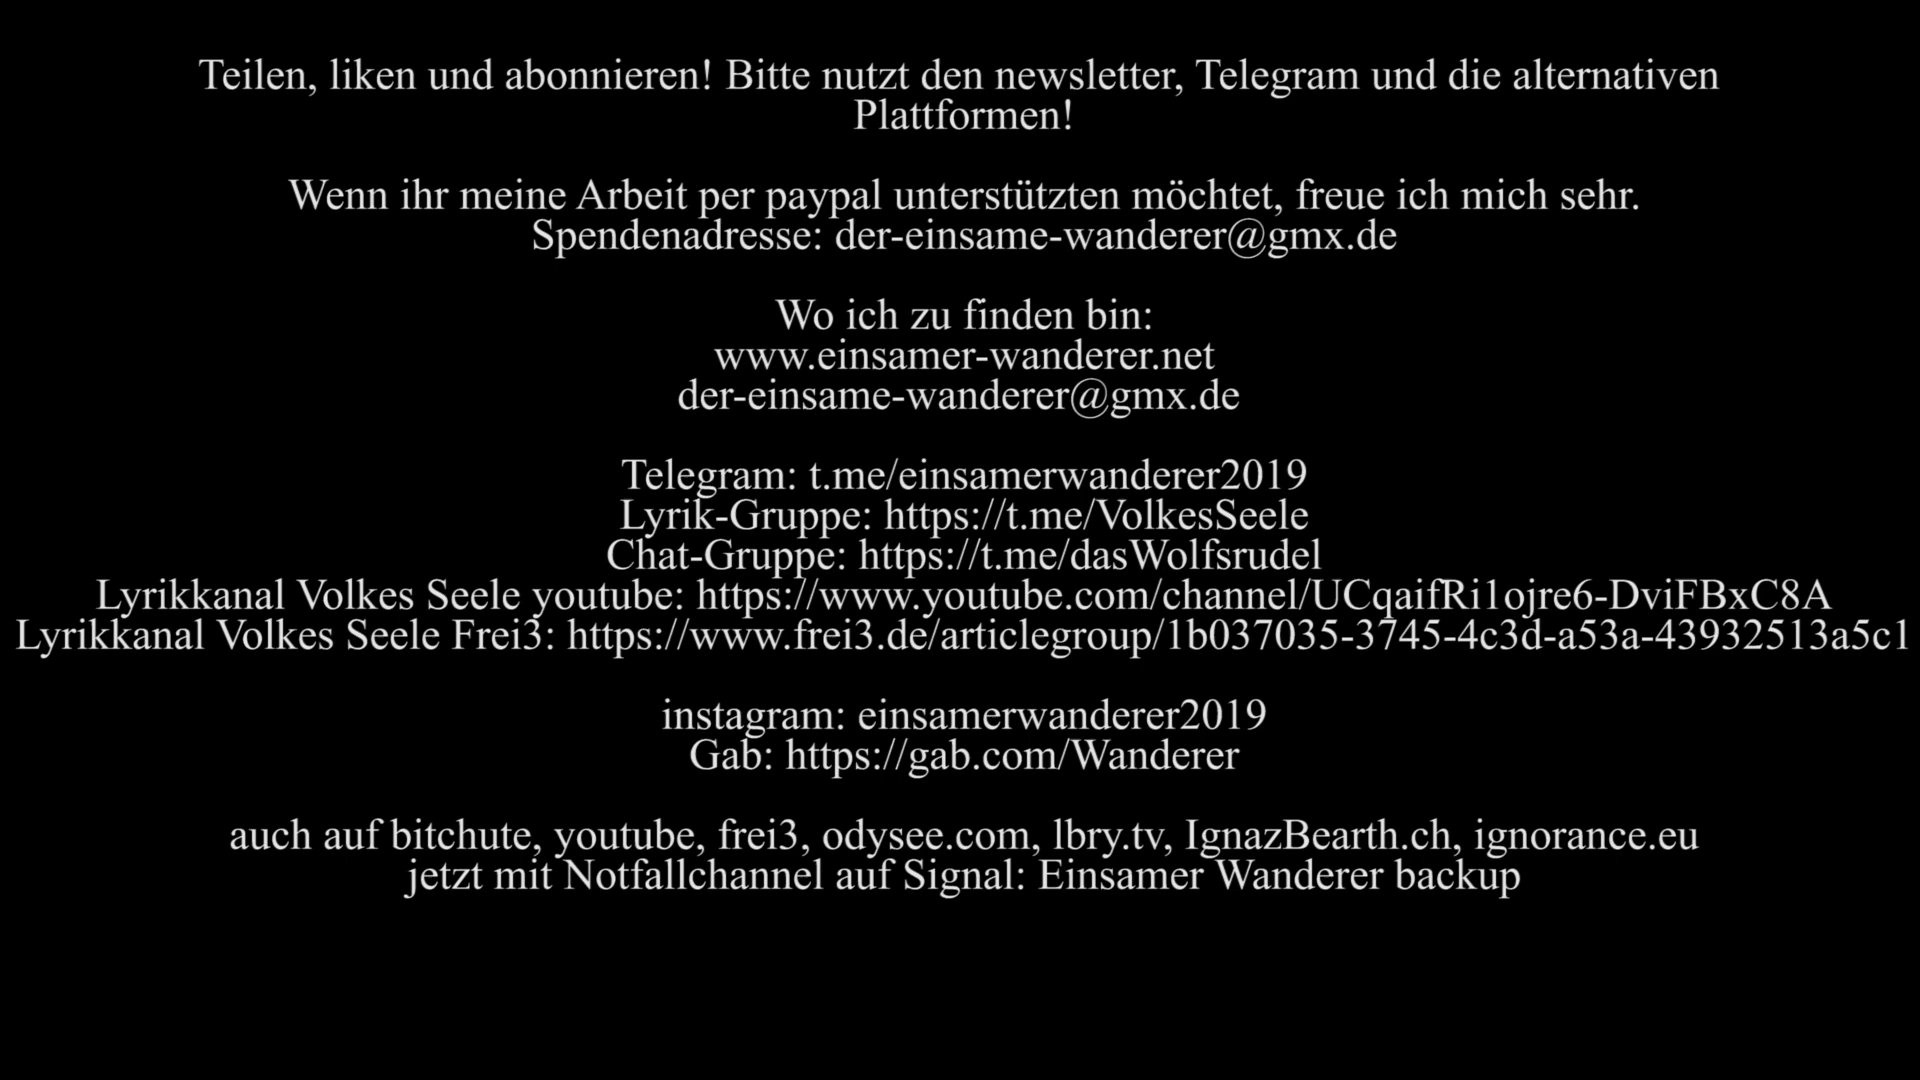 Teilen, liken und abonnieren! Bitte nutzt den newsletter, Telegram und die alternativen
Plattformen!
Wenn ihr meine Arbeit per paypal unterstützten möchtet, freue ich mich sehr.
Spendenadresse: der-einsame-wanderer@gmx.de
Wo ich zu finden bin:
www.einsamer-wanderer.net
der-einsame-wanderer@gmx.de
Telegram: t.me/einsamerwanderer2019
Lyrik-Gruppe: https://t.me/VolkesSeele
Chat-Gruppe: https://t.me/dasWolfsrudel
Lyrikkanal Volkes Seele youtube: https://www.youtube.com/channel/UCqaifRi1ojre6-DviFBxC8A
Lyrikkanal Volkes Seele Frei3: https://www.frei3.de/articlegroup/1b037035-3745-4c3d-a53a-43932513a5c1
instagram: einsamerwanderer2019
Gab: https://gab.com/Wanderer
auch auf bitchute, youtube, frei3, odysee.com, lbry.tv, IgnazBearth.ch, ignorance.eu
jetzt mit Notfallchannel auf Signal: Einsamer Wanderer backup